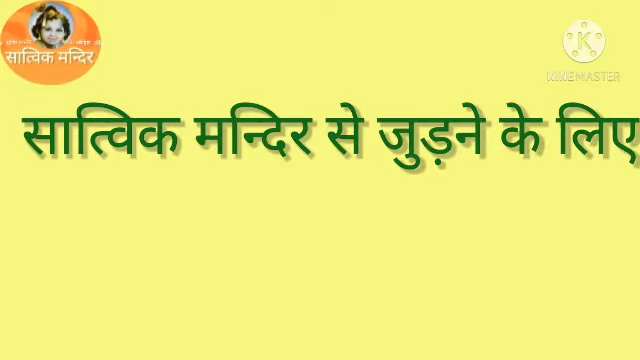 सात्विक मन्दिर
KINEMASTER
सात्विक मन्दिर से जुड़ने के लिए